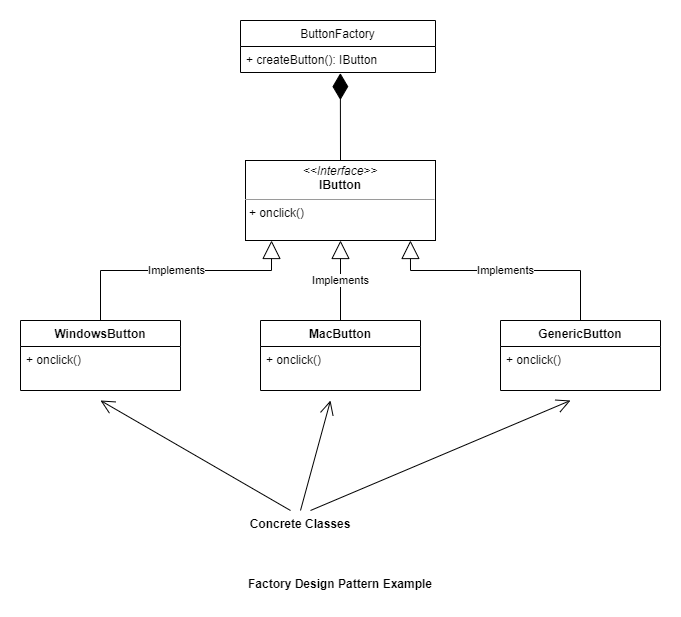 ButtonFactory
+ createButton(): IButton
<<Interface>>
IButton
+ onclick()
Implements
Implements
Implements
WindowsButton
+ onclick()
MacButton
+ onclick()
GenericButton
+ onclick()
Concrete Classes
Factory Design Pattern Example